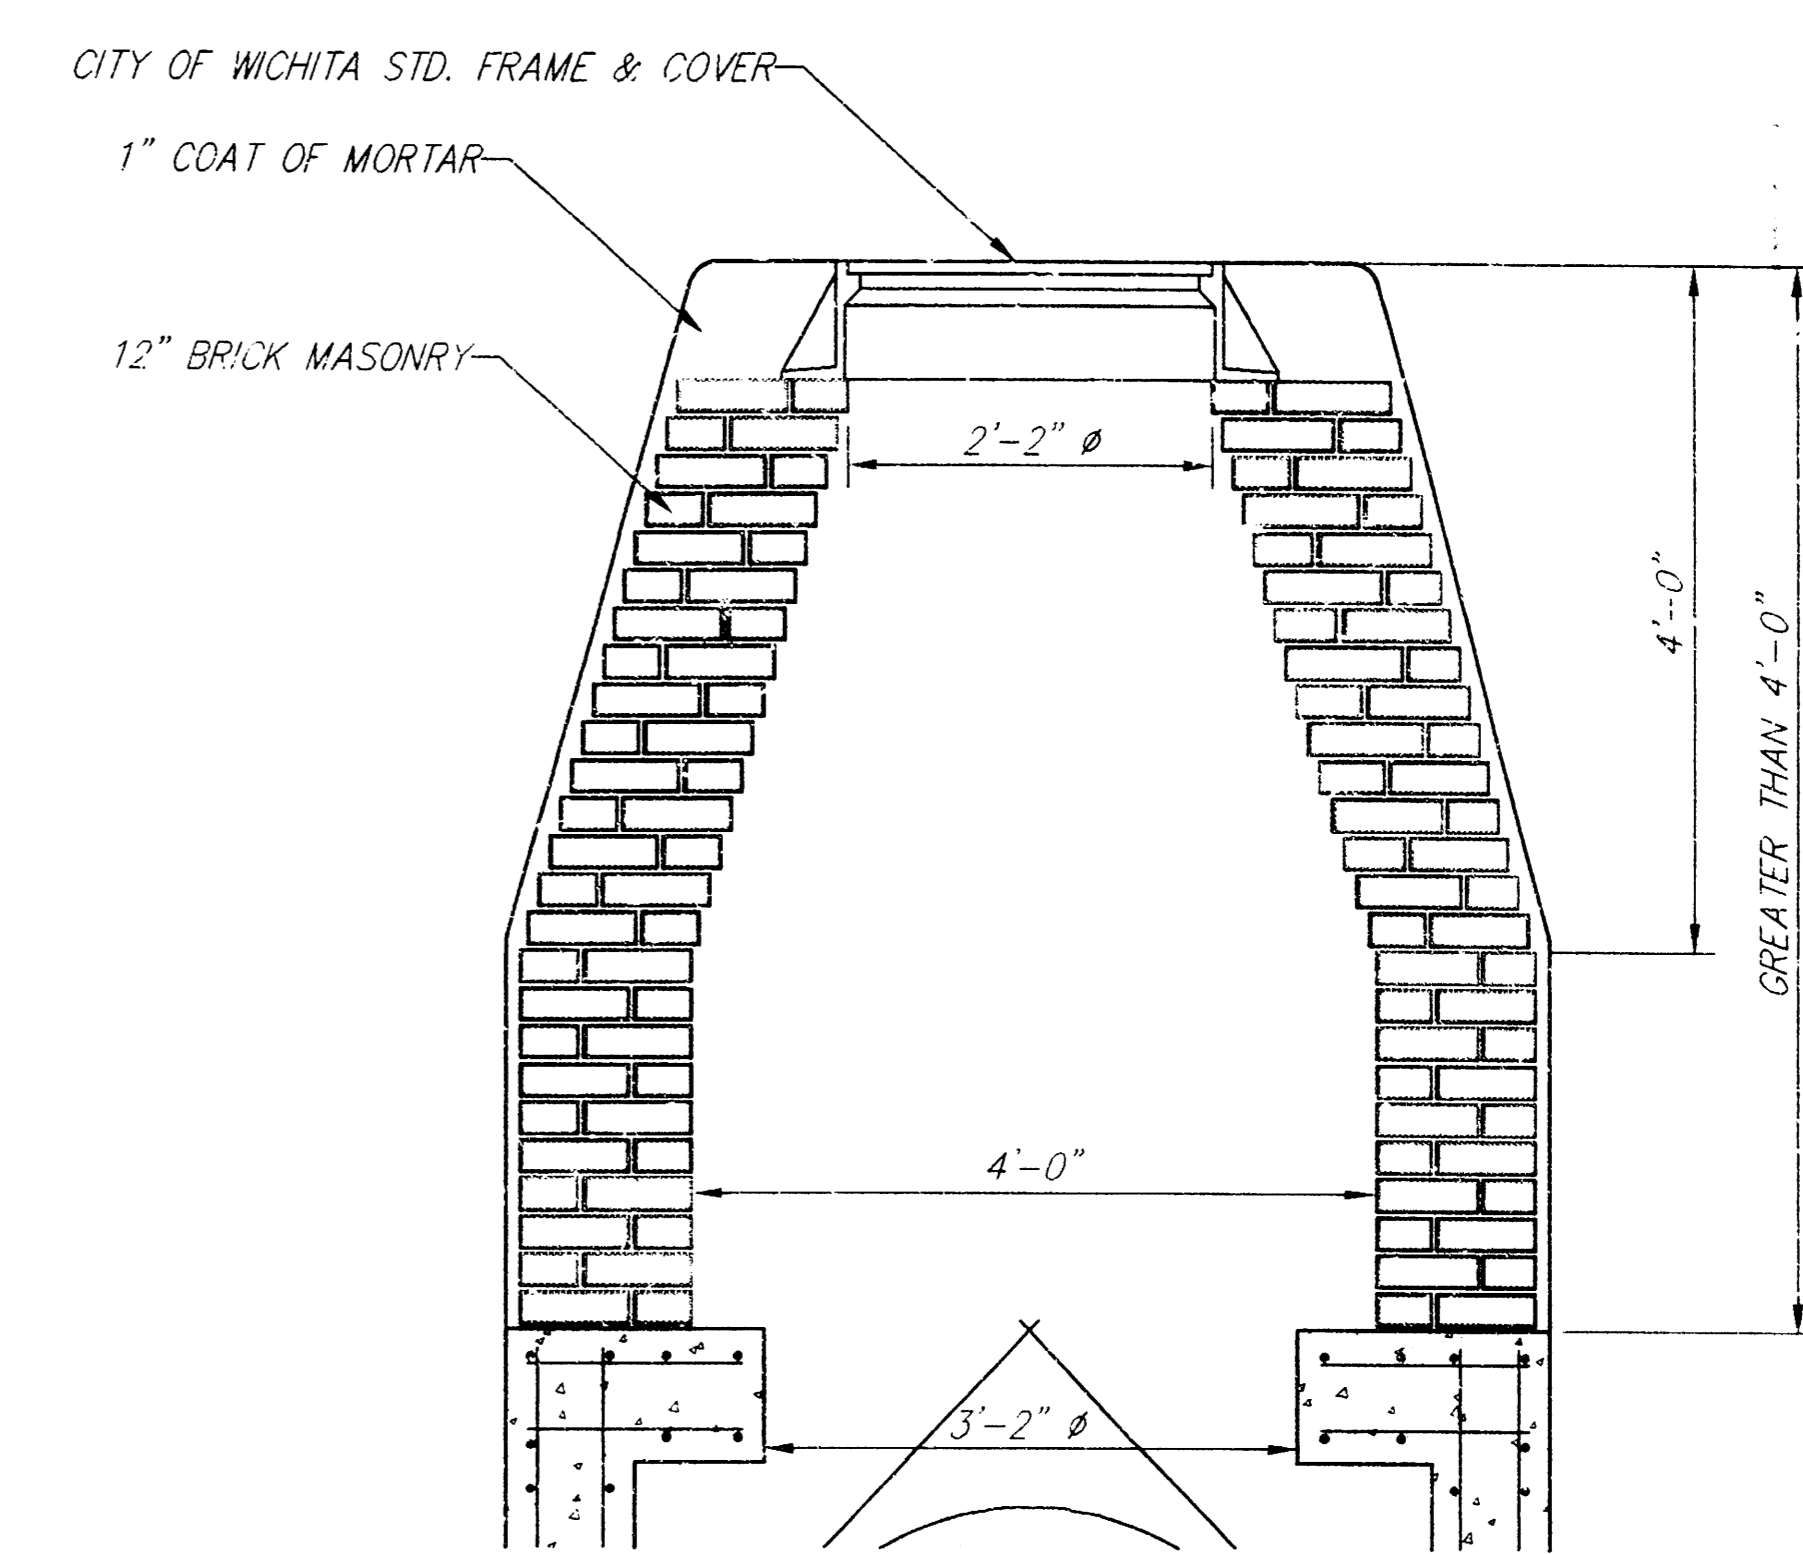 CITY OF WICHITA STD. FRAME & COVER
1" COAT OF MORTAR
12" BRICK MASONRY
2'-2" ø
4'-0"
GREATER THAN 4'-0"
4'-0"
3'-2" ø